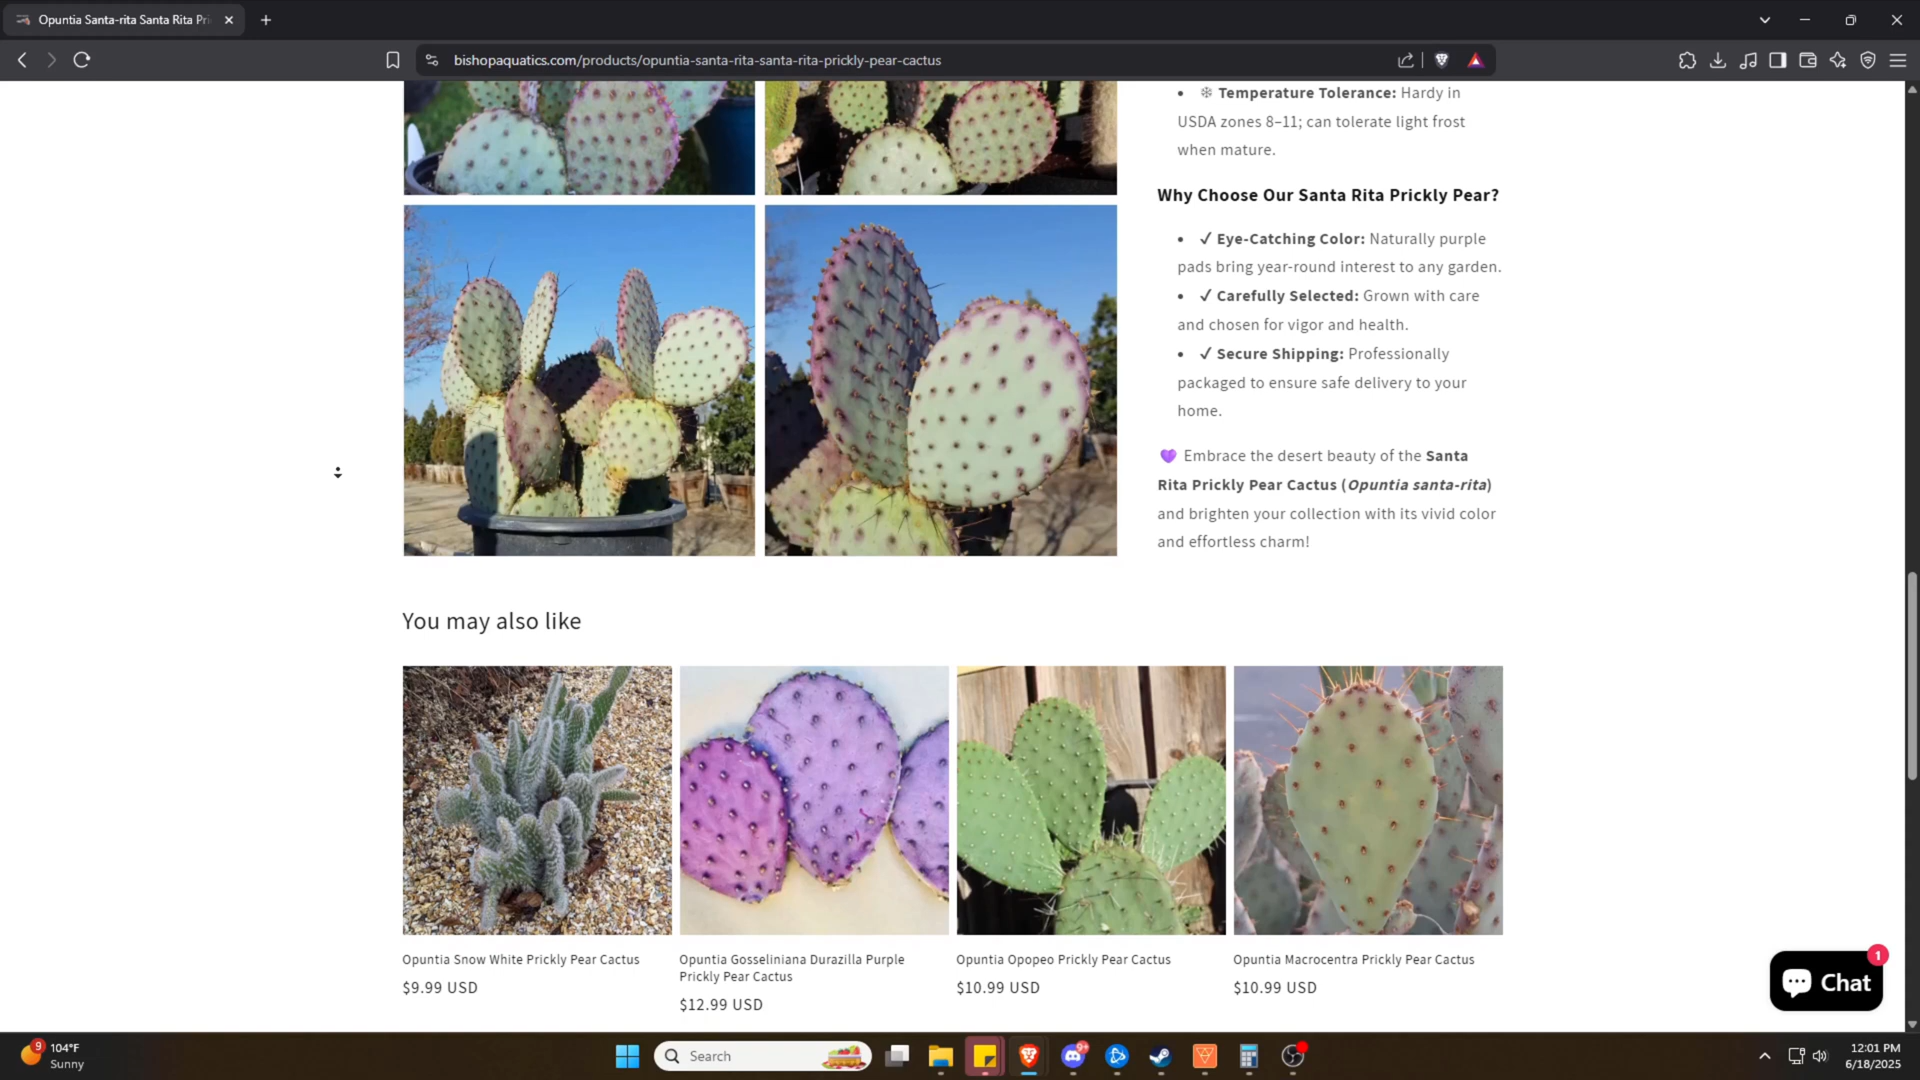 Opuntia Santa-rita Santa Rita Pri
bishopaquatics.com/products/opuntia-santa-rita-santa-rita-prickly-pear-cactus
• ❄ Temperature Tolerance: Hardy in
USDA zones 8–11; can tolerate light frost
when mature.
Why Choose Our Santa Rita Prickly Pear?
• ✓ Eye-Catching Color: Naturally purple
pads bring year-round interest to any garden.
• ✓ Carefully Selected: Grown with care
and chosen for vigor and health.
• ✓ Secure Shipping: Professionally
packaged to ensure safe delivery to your
home.
💜 Embrace the desert beauty of the Santa
Rita Prickly Pear Cactus (Opuntia santa-rita)
and brighten your collection with its vivid color
and effortless charm!
You may also like
Opuntia Snow White Prickly Pear Cactus
$9.99 USD
Opuntia Gosseliniana Durazilla Purple
Prickly Pear Cactus
$12.99 USD
Opuntia Opopeo Prickly Pear Cactus
$10.99 USD
Opuntia Macrocentra Prickly Pear Cactus
$10.99 USD
1
Chat
9
104°F
Sunny
Search
9+
12:01 PM
6/18/2025